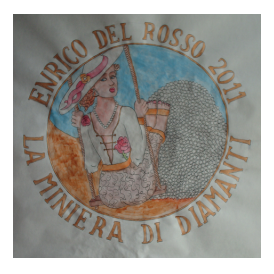 ENRICO DEL ROSSO 2011
LA MINIERA DI DIAMANTI